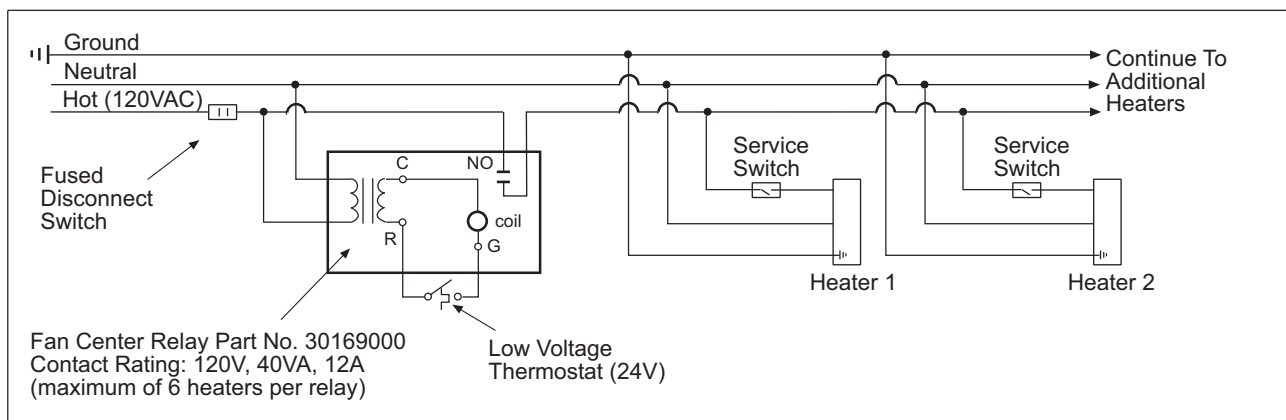 Ground
Neutral
Hot (120VAC)
Continue To
Additional
Heaters
Fused
Disconnect
Switch
C
NO
coil
R
G
Service
Switch
Service
Switch
Heater 1
Heater 2
Fan Center Relay Part No. 30169000
Contact Rating: 120V, 40VA, 12A
(maximum of 6 heaters per relay)
Low Voltage
Thermostat (24V)